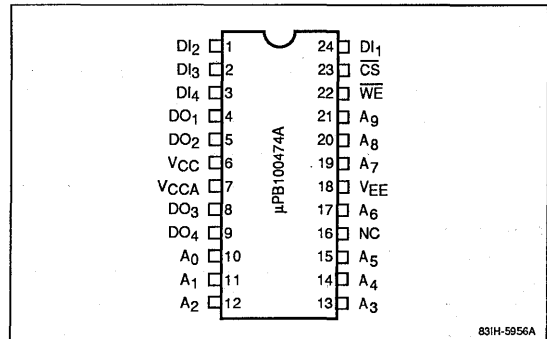 DI2 1 24 DI1
DI3 2 23 CS
DI4 3 22 WE
DO1 4 21 A9
DO2 5 20 A8
VCC 6 19 A7
VCCA 7 18 VEE
DO3 8 17 A6
DO4 9 16 NC
A0 10 15 A5
A1 11 14 A4
A2 12 13 A3
μPB100474A
83IH-5956A